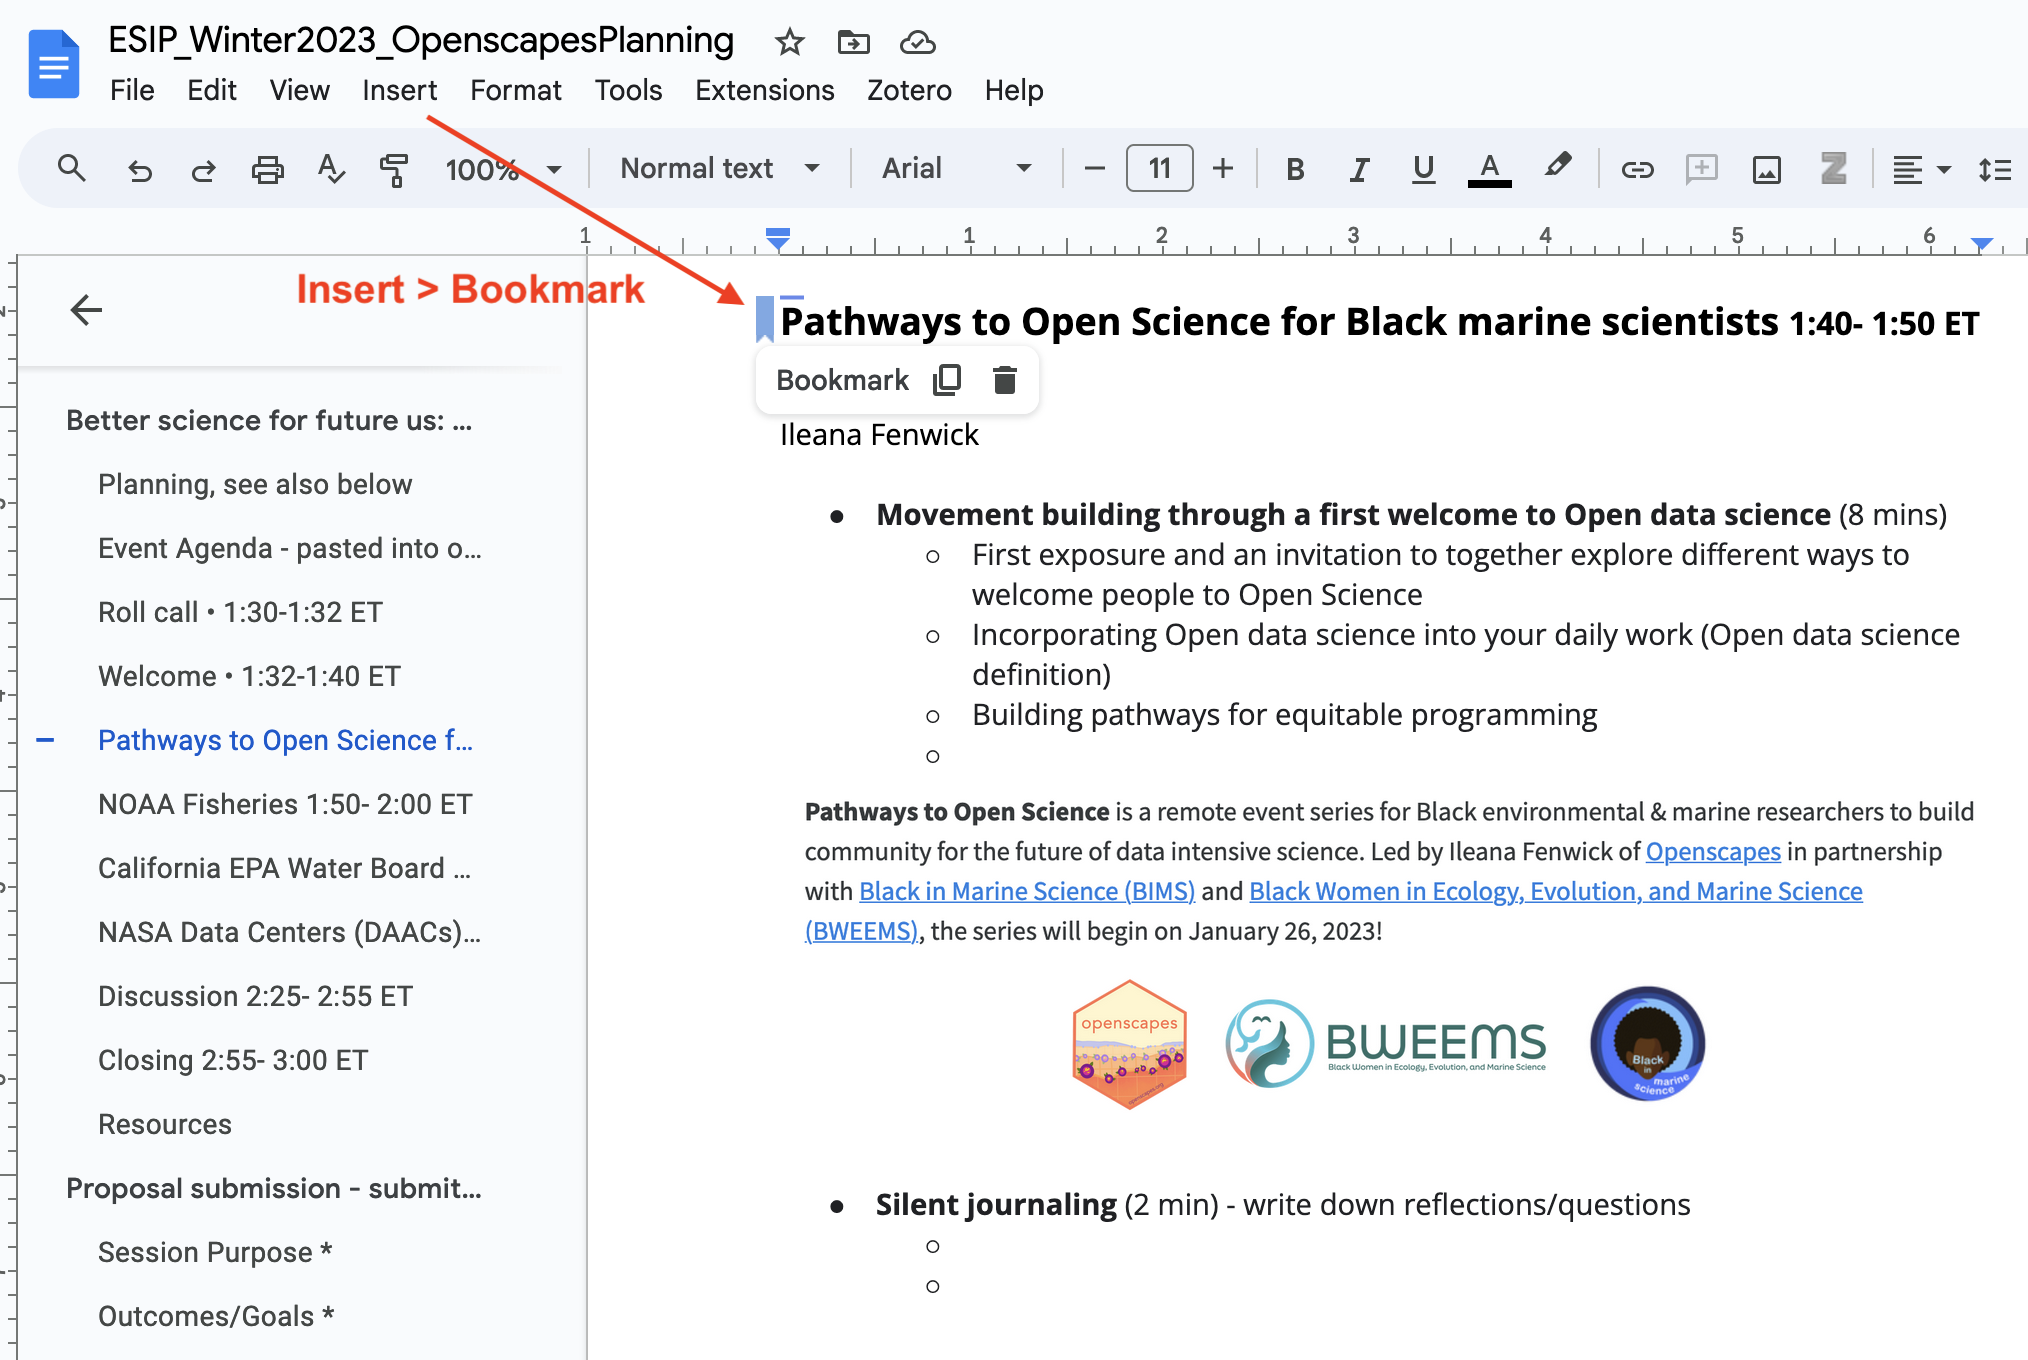 ESIP_Winter2023_OpenscapesPlanning
File Edit View Insert Format Tools Extensions Zotero Help
100% Normal text Arial 11 B I U A
1 1 2 3 4 5 6
Insert > Bookmark
Better science for future us: ...
Planning, see also below
Event Agenda - pasted into o...
Roll call • 1:30-1:32 ET
Welcome • 1:32-1:40 ET
Pathways to Open Science f...
NOAA Fisheries 1:50- 2:00 ET
California EPA Water Board ...
NASA Data Centers (DAACs)...
Discussion 2:25- 2:55 ET
Closing 2:55- 3:00 ET
Resources
Proposal submission - submit...
Session Purpose *
Outcomes/Goals *
Pathways to Open Science for Black marine scientists 1:40- 1:50 ET
Bookmark
Ileana Fenwick
● Movement building through a first welcome to Open data science (8 mins)
○ First exposure and an invitation to together explore different ways to
welcome people to Open Science
○ Incorporating Open data science into your daily work (Open data science
definition)
○ Building pathways for equitable programming
○
Pathways to Open Science is a remote event series for Black environmental & marine researchers to build
community for the future of data intensive science. Led by Ileana Fenwick of Openscapes in partnership
with Black in Marine Science (BIMS) and Black Women in Ecology, Evolution, and Marine Science
(BWEEMS), the series will begin on January 26, 2023!
openscapes
BWEEMS
Black Women in Ecology, Evolution, and Marine Science
Black
in
marine
science
● Silent journaling (2 min) - write down reflections/questions
○
○